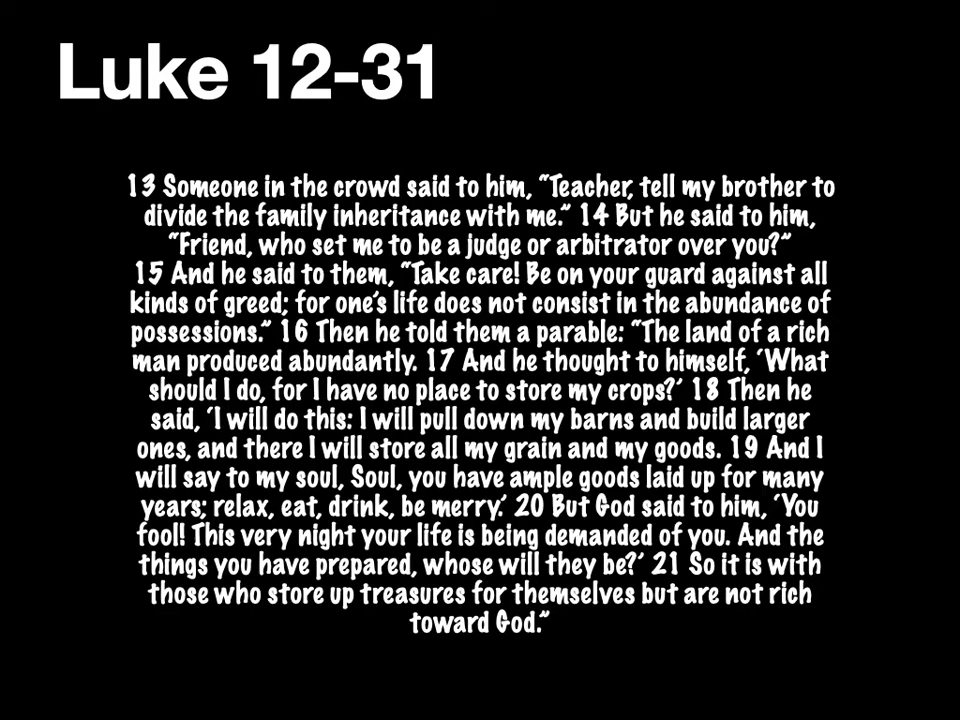 Luke 12-31
13 Someone in the crowd said to him, “Teacher, tell my brother to
divide the family inheritance with me.” 14 But he said to him,
“Friend, who set me to be a judge or arbitrator over you?”
15 And he said to them, “Take care! Be on your guard against all
kinds of greed; for one’s life does not consist in the abundance of
possessions.” 16 Then he told them a parable: “The land of a rich
man produced abundantly. 17 And he thought to himself, ‘What
should I do, for I have no place to store my crops?’ 18 Then he
said, ‘I will do this: I will pull down my barns and build larger
ones, and there I will store all my grain and my goods. 19 And I
will say to my soul, Soul, you have ample goods laid up for many
years; relax, eat, drink, be merry.’ 20 But God said to him, ‘You
fool! This very night your life is being demanded of you. And the
things you have prepared, whose will they be?’ 21 So it is with
those who store up treasures for themselves but are not rich
toward God.”